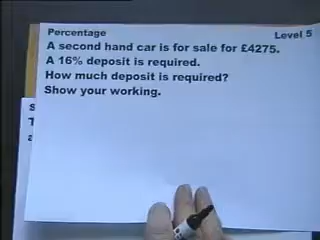 Percentage Level 5
A second hand car is for sale for £4275.
A 16% deposit is required.
How much deposit is required?
Show your working.